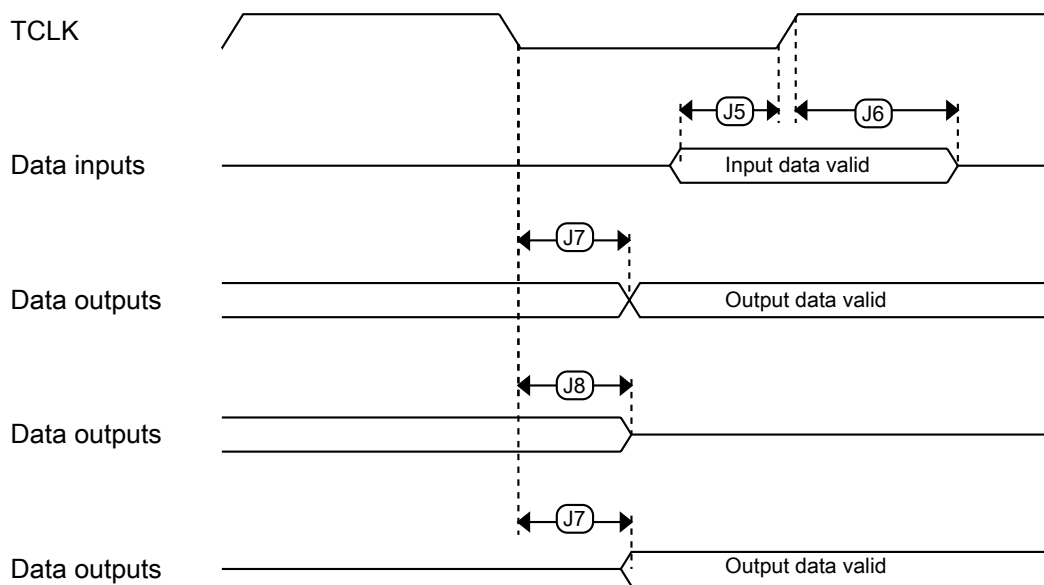 TCLK
J5
J6
Data inputs
Input data valid
J7
Data outputs
Output data valid
J8
Data outputs
J7
Data outputs
Output data valid